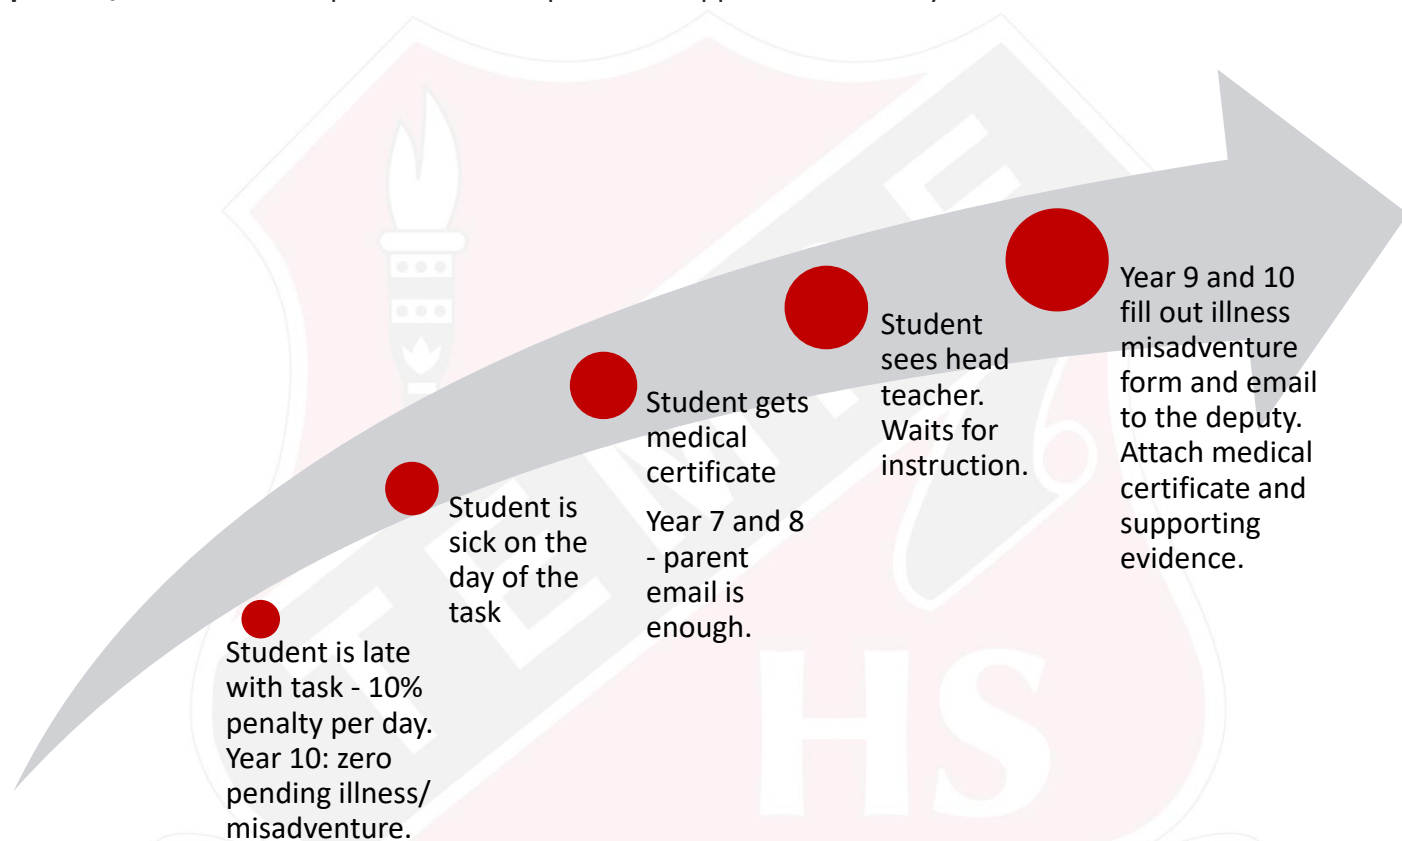 Student is late
with task - 10%
penalty per day.
Year 10: zero
pending illness/
misadventure.
Student is
sick on the
day of the
task
Student gets
medical
certificate
Year 7 and 8
- parent
email is
enough.
Student
sees head
teacher.
Waits for
instruction.
Year 9 and 10
fill out illness
misadventure
form and email
to the deputy.
Attach medical
certificate and
supporting
evidence.
HS